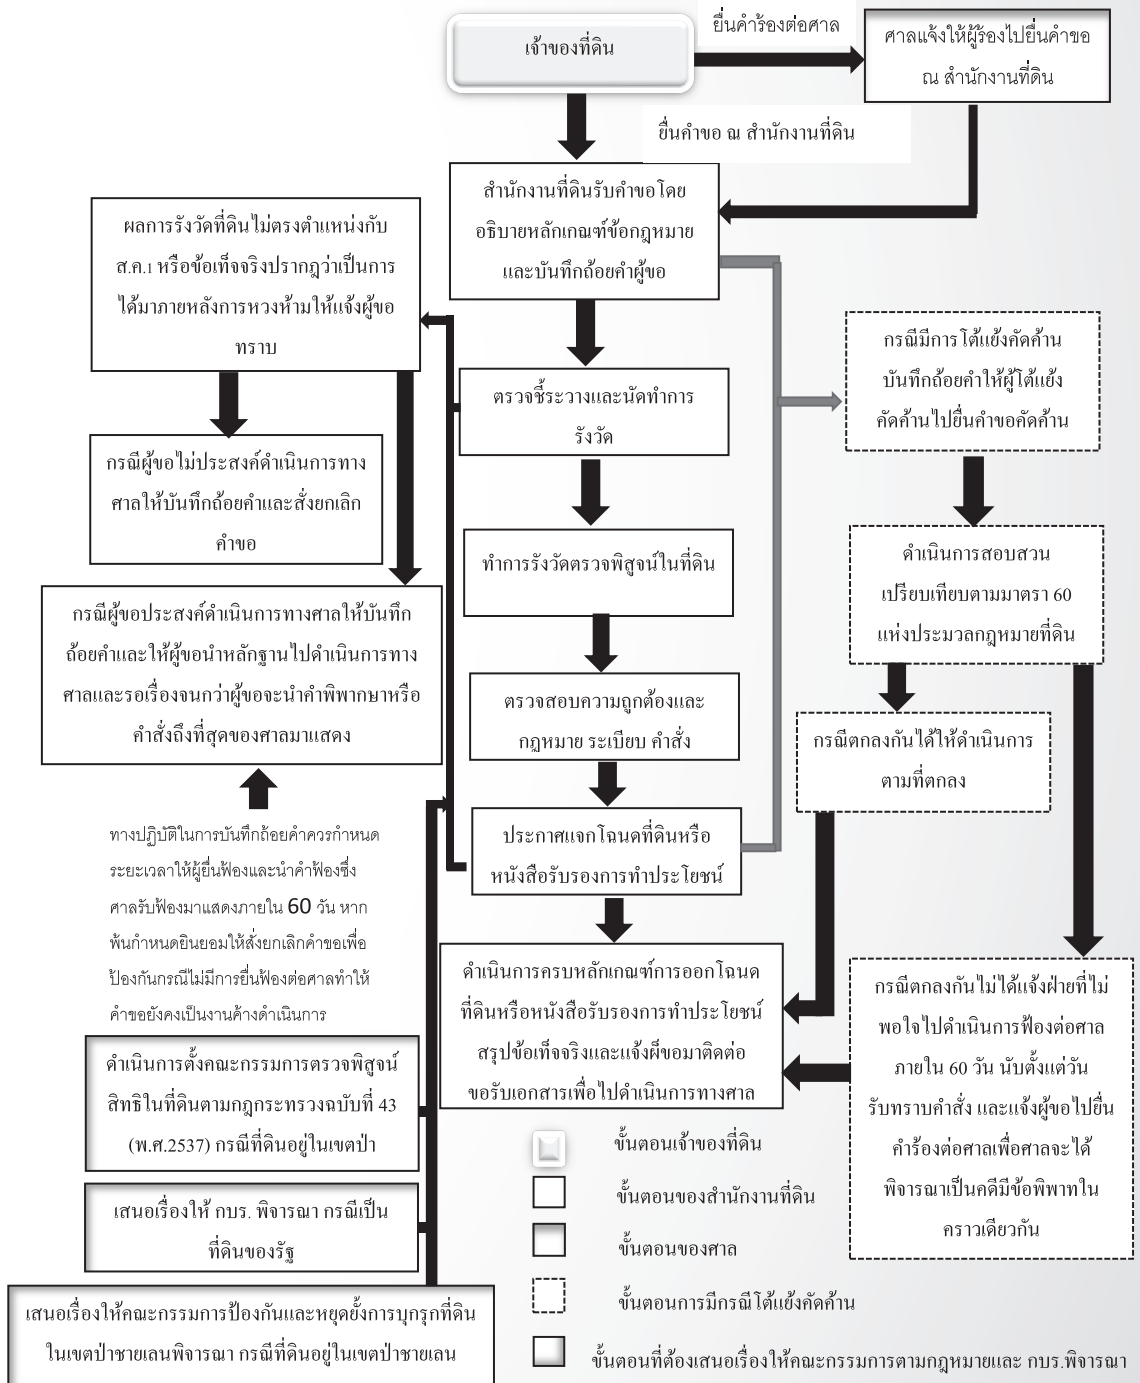 เจ้าของที่ดิน
ยื่นคำร้องต่อศาล
ศาลแจ้งให้ผู้ร้องไปยื่นคำขอ
ณ สำนักงานที่ดิน
ยื่นคำขอ ณ สำนักงานที่ดิน
สำนักงานที่ดินรับคำขอโดย
อธิบายหลักเกณฑ์ข้อกฎหมาย
และบันทึกถ้อยคำผู้ขอ
ผลการรังวัดที่ดินไม่ตรงตำแหน่งกับ
ส.ค.1 หรือข้อเท็จจริงปรากฎว่าเป็นการ
ได้มาภายหลังการหวงห้ามให้แจ้งผู้ขอ
ทราบ
กรณีมีการโต้แย้งคัดค้าน
บันทึกถ้อยคำให้ผู้โต้แย้ง
คัดค้านไปยื่นคำขอคัดค้าน
ตรวจชี้ระวางและนัดทำการ
รังวัด
กรณีผู้ขอไม่ประสงค์ดำเนินการทาง
ศาลให้บันทึกถ้อยคำและสั่งยกเลิก
คำขอ
ทำการรังวัดตรวจพิสูจน์ในที่ดิน
ดำเนินการสอบสวน
เปรียบเทียบตามมาตรา 60
แห่งประมวลกฎหมายที่ดิน
กรณีผู้ขอประสงค์ดำเนินการทางศาลให้บันทึก
ถ้อยคำและให้ผู้ขอนำหลักฐานไปดำเนินการทาง
ศาลและรอเรื่องจนกว่าผู้ขอจะนำคำพิพากษาหรือ
คำสั่งถึงที่สุดของศาลมาแสดง
ตรวจสอบความถูกต้องและ
กฎหมาย ระเบียบ คำสั่ง
กรณีตกลงกันได้ให้ดำเนินการ
ตามที่ตกลง
ประกาศแจกโฉนดที่ดินหรือ
หนังสือรับรองการทำประโยชน์
ทางปฏิบัติในการบันทึกถ้อยคำควรกำหนด
ระยะเวลาให้ผู้ยื่นฟ้องและนำคำฟ้องซึ่ง
ศาลรับฟ้องมาแสดงภายใน 60 วัน หาก
พ้นกำหนดยินยอมให้สั่งยกเลิกคำขอเพื่อ
ป้องกันกรณีไม่มีการยื่นฟ้องต่อศาลทำให้
คำขอยังคงเป็นงานค้างดำเนินการ
ดำเนินการครบหลักเกณฑ์การออกโฉนด
ที่ดินหรือหนังสือรับรองการทำประโยชน์
สรุปข้อเท็จจริงและแจ้งผู้ขอมาติดต่อ
ขอรับเอกสารเพื่อไปดำเนินการทางศาล
กรณีตกลงกันไม่ได้แจ้งฝ่ายที่ไม่
พอใจไปดำเนินการฟ้องต่อศาล
ภายใน 60 วัน นับตั้งแต่วัน
รับทราบคำสั่ง และแจ้งผู้ขอไปยื่น
คำร้องต่อศาลเพื่อศาลจะได้
พิจารณาเป็นคดีมีข้อพิพาทใน
คราวเดียวกัน
ดำเนินการตั้งคณะกรรมการตรวจพิสูจน์
สิทธิในที่ดินตามกฎกระทรวงฉบับที่ 43
(พ.ศ.2537) กรณีที่ดินอยู่ในเขตป่า
เสนอเรื่องให้ กบร. พิจารณา กรณีเป็น
ที่ดินของรัฐ
เสนอเรื่องให้คณะกรรมการป้องกันและหยุดยั้งการบุกรุกที่ดิน
ในเขตป่าชายเลนพิจารณา กรณีที่ดินอยู่ในเขตป่าชายเลน
ขั้นตอนเจ้าของที่ดิน
ขั้นตอนของสำนักงานที่ดิน
ขั้นตอนของศาล
ขั้นตอนการมีกรณีโต้แย้งคัดค้าน
ขั้นตอนที่ต้องเสนอเรื่องให้คณะกรรมการตามกฎหมายและ กบร.พิจารณา